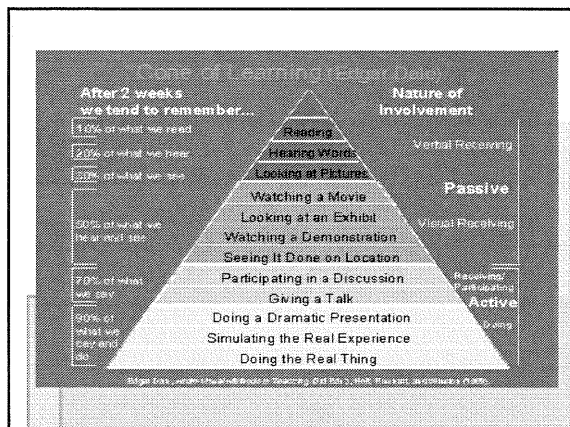 Cone of Learning (Edgar Dale)
After 2 weeks
we tend to remember...
Nature of
Involvement
10% of what we read
20% of what we hear
30% of what we see
50% of what we
hear and see
70% of what
we say
90% of
what we
say and
do
Reading
Hearing Words
Looking at Pictures
Watching a Movie
Looking at an Exhibit
Watching a Demonstration
Seeing It Done on Location
Participating in a Discussion
Giving a Talk
Doing a Dramatic Presentation
Simulating the Real Experience
Doing the Real Thing
Verbal Receiving
Passive
Visual Receiving
Receiving/
Participating
Active
Doing
Edgar Dale, Teaching